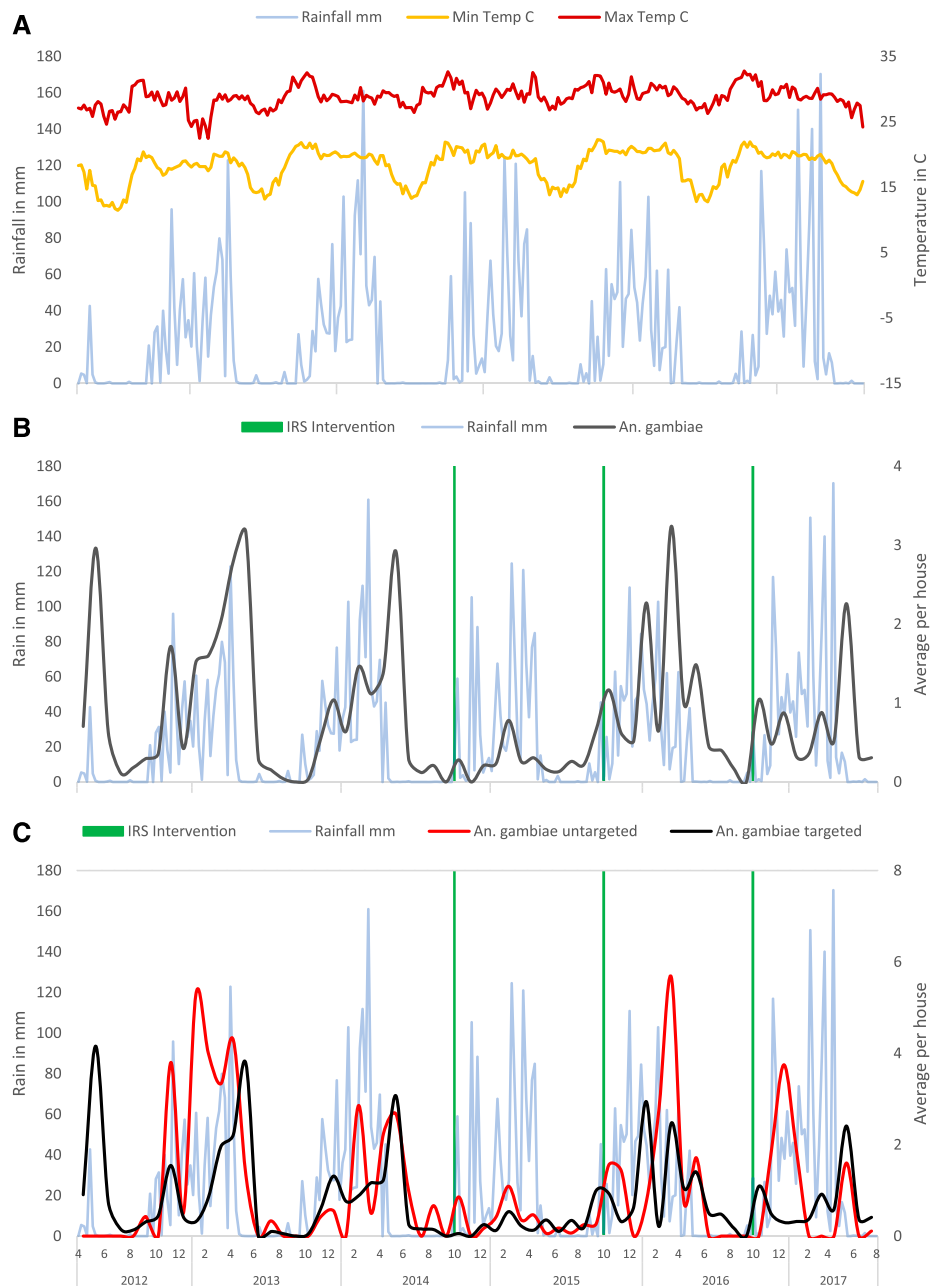 A
Rainfall mm Min Temp C Max Temp C
180 35
160
140 25
120
100 15
80 5
60
40 -5
20
0 -15
Rainfall in mm
Temperature in C
B
IRS Intervention Rainfall mm An. gambiae
180 4
160
140 3
120
100
80 2
60
40 1
20
0 0
Rain in mm
Average per house
C
IRS Intervention Rainfall mm An. gambiae untargeted An. gambiae targeted
180 8
160
140 6
120
100
80 4
60
40 2
20
0 0
Rain in mm
Average per house
4 6 8 10 12 2 4 6 8 10 12 2 4 6 8 10 12 2 4 6 8 10 12 2 4 6 8 10 12 2 4 6 8
2012 2013 2014 2015 2016 2017